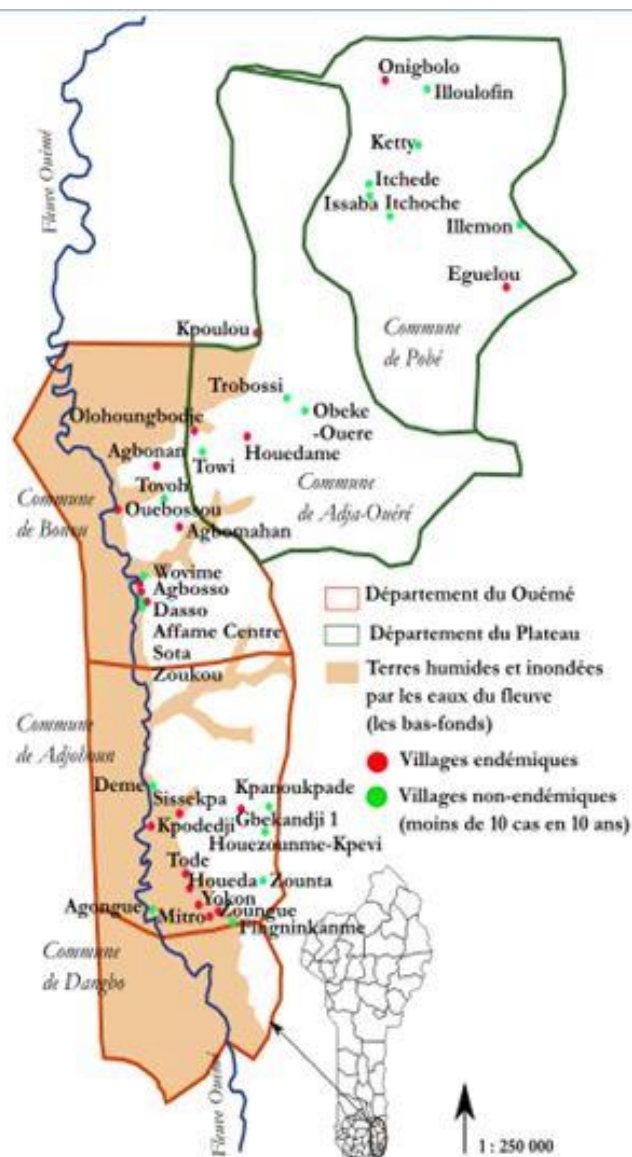 Onigbolo
Illoulofin
Ketty
Itchede
Issaba Itchoche
Illemon
Eguelou
Commune
de Pobé
Fleuve Ouémé
Kpoulou
Trobossi
Obeke
-Ouere
Olohoungbodje
Houedame
Agbonan
Towi
Tovoh
Commune
de Adja-Ouéré
Commune
de Bonou
Ouebossou
Agbomahan
Wovime
Agbosso
Dasso
Affame Centre
Sota
Zoukou
Département du Ouémé
Département du Plateau
Terres humides et inondées
par les eaux du fleuve
(les bas-fonds)
Villages endémiques
Villages non-endémiques
(moins de 10 cas en 10 ans)
Commune
de Adjohoun
Deme
Sissekpa
Kpanoukpade
Gbekandji 1
Kpodedji
Houezounme-Kpevi
Tode
Houeda
Zounta
Yokon
Agongue
Mitro
Zoungue
Commune
de Dangbo
Fleuve Ouémé
1 : 250 000